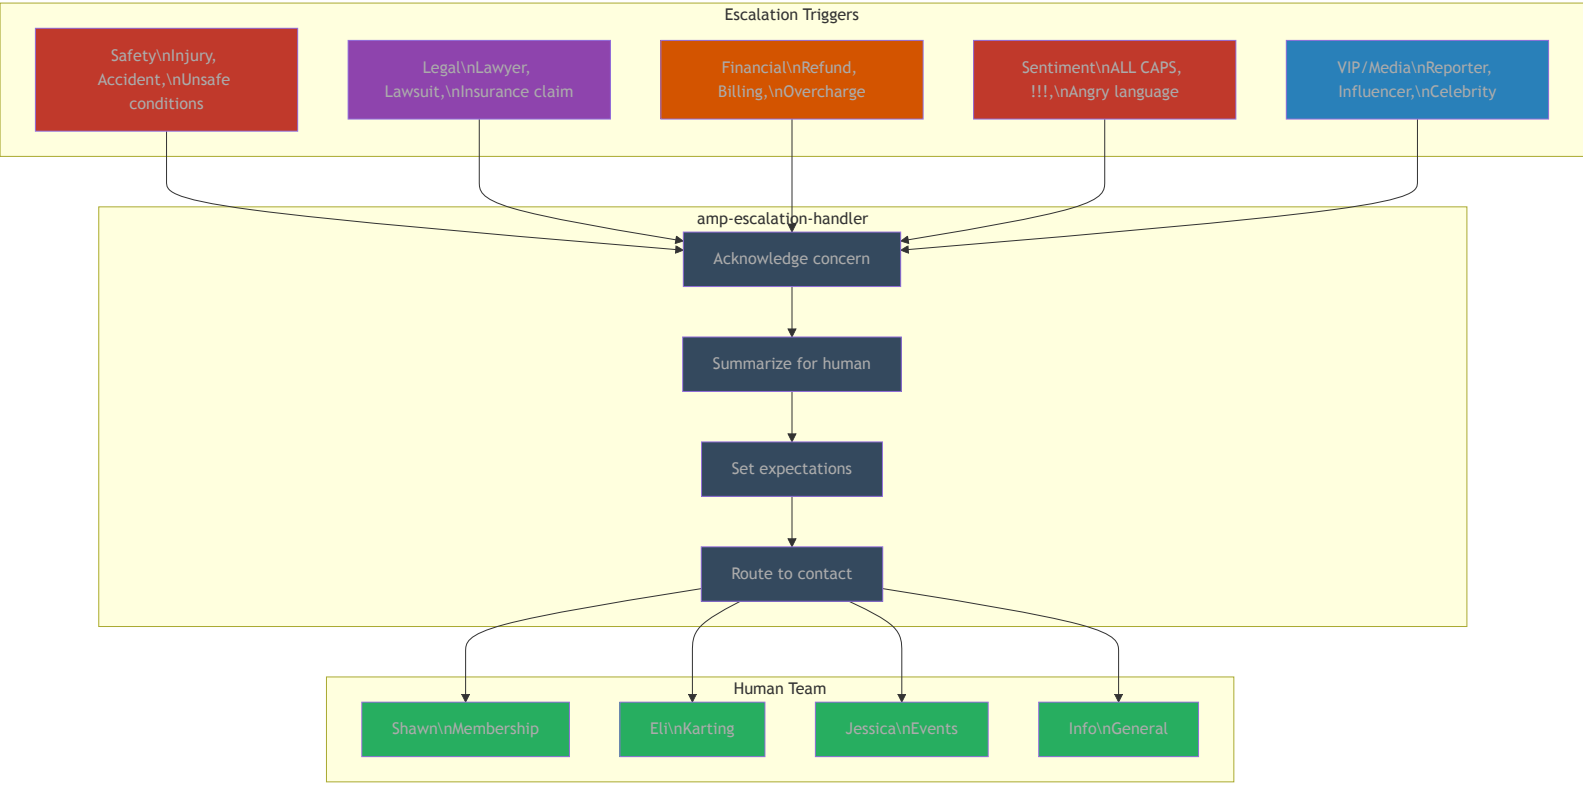 Escalation Triggers
Safety\nInjury,
Accident,\nUnsafe
conditions
Legal\nLawyer,
Lawsuit,\nInsurance claim
Financial\nRefund,
Billing,\nOvercharge
Sentiment\nALL CAPS,
!!!,\nAngry language
VIP/Media\nReporter,
Influencer,\nCelebrity
amp-escalation-handler
Acknowledge concern
Summarize for human
Set expectations
Route to contact
Human Team
Shawn\nMembership
Eli\nKarting
Jessica\nEvents
Info\nGeneral